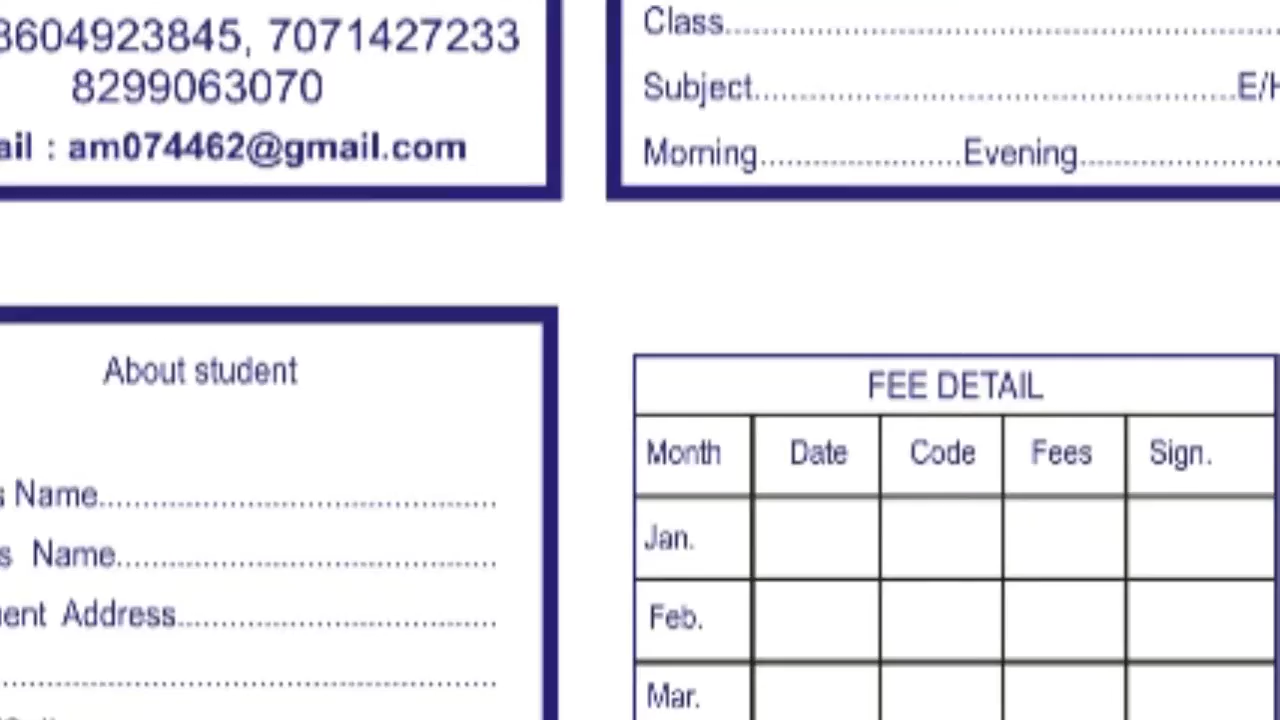 3604923845, 7071427233
8299063070
ail : am074462@gmail.com
Class
Subject E/H
Morning Evening
About student
s Name
s Name
ent Address
FEE DETAIL
Month Date Code Fees Sign.
Jan.
Feb.
Mar.